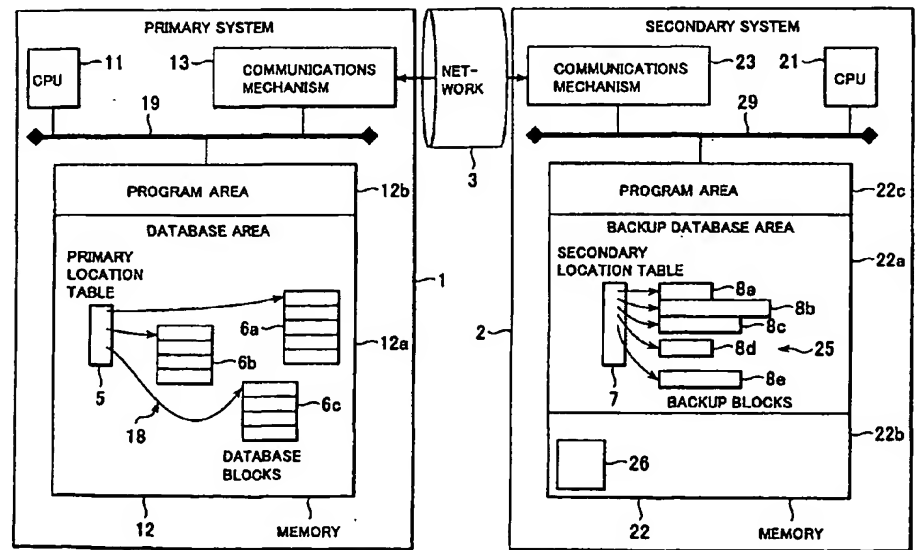 PRIMARY SYSTEM
11
13
CPU
COMMUNICATIONS
MECHANISM
19
NET-
WORK
3
SECONDARY SYSTEM
COMMUNICATIONS
MECHANISM
23
21
CPU
29
PROGRAM AREA
12b
DATABASE AREA
PRIMARY
LOCATION
TABLE
1
6a
6b
12a
5
6c
18
DATABASE
BLOCKS
12
MEMORY
PROGRAM AREA
22c
BACKUP DATABASE AREA
22a
SECONDARY
LOCATION TABLE
8a
8b
8c
2
8d
25
8e
7
BACKUP BLOCKS
22b
26
22
MEMORY